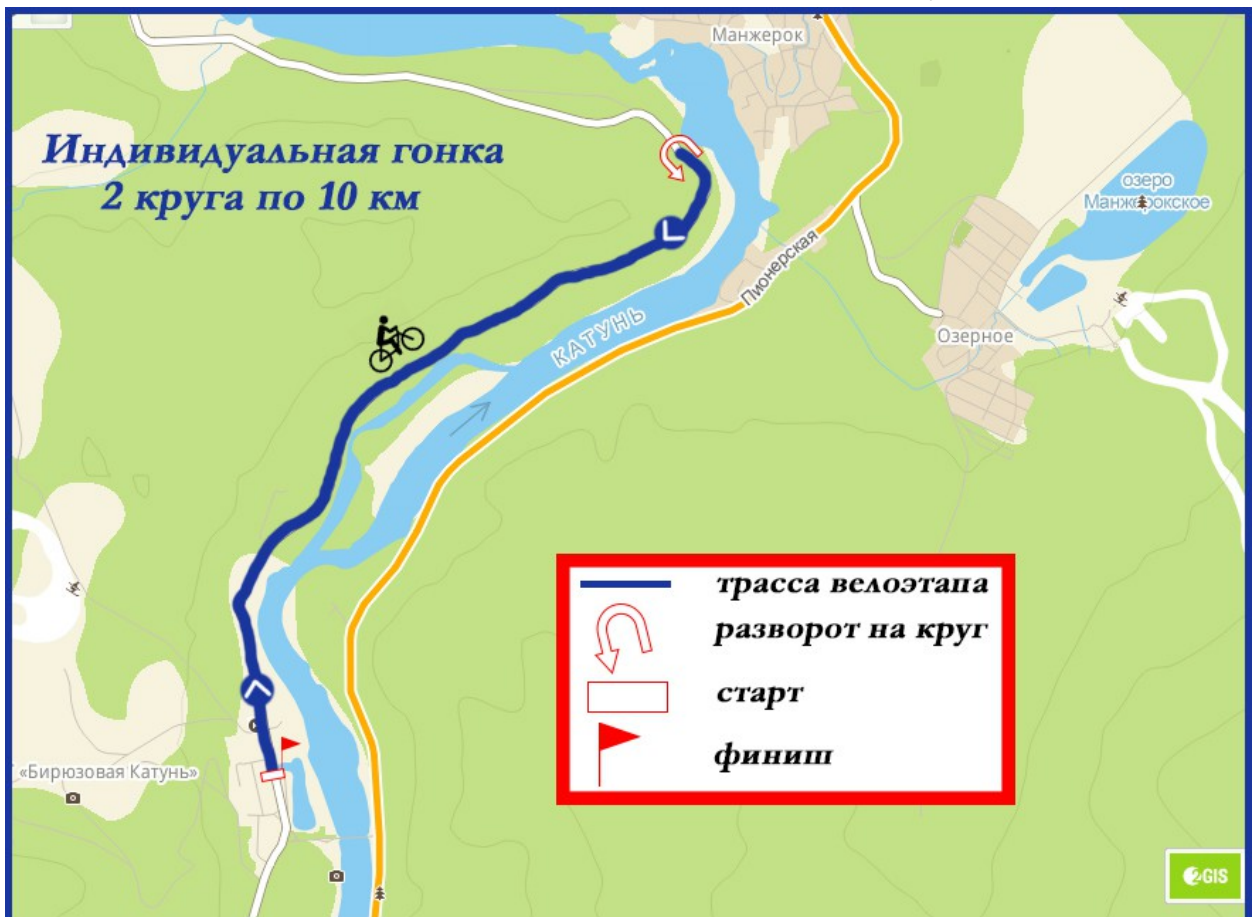 Манжерок
Индивидуальная гонка
2 круга по 10 км
озеро
Манжерокское
Пионерская
КАТУНЬ
Озерное
трасса велоэтапа
разворот на круг
старт
финиш
«Бирюзовая Катунь»
2GIS